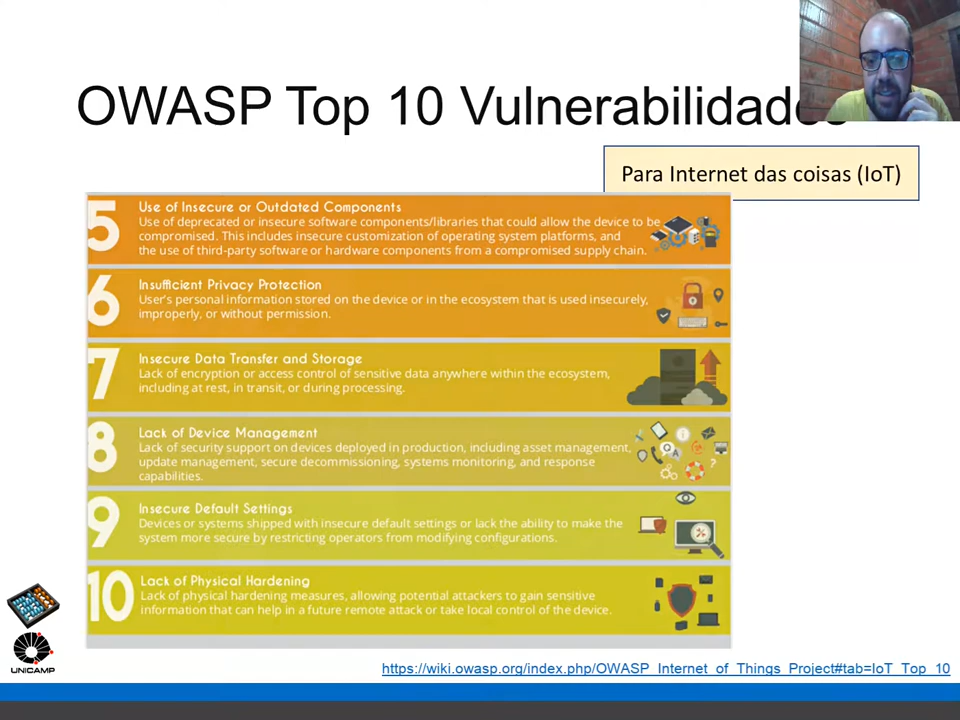 OWASP Top 10 Vulnerabilidades
Para Internet das coisas (IoT)
5
Use of Insecure or Outdated Components
Use of deprecated or insecure software components/libraries that could allow the device to be
compromised. This includes insecure customization of operating system platforms, and
the use of third-party software or hardware components from a compromised supply chain.
6
Insufficient Privacy Protection
User's personal information stored on the device or in the ecosystem that is used insecurely,
improperly, or without permission.
7
Insecure Data Transfer and Storage
Lack of encryption or access control of sensitive data anywhere within the ecosystem,
including at rest, in transit, or during processing.
8
Lack of Device Management
Lack of security support on devices deployed in production, including asset management,
update management, secure decommissioning, systems monitoring, and response
capabilities.
9
Insecure Default Settings
Devices or systems shipped with insecure default settings or lack the ability to make the
system more secure by restricting operators from modifying configurations.
10
Lack of Physical Hardening
Lack of physical hardening measures, allowing potential attackers to gain sensitive
information that can help in a future remote attack or take local control of the device.
UNICAMP
https://wiki.owasp.org/index.php/OWASP_Internet_of_Things_Project#tab=IoT_Top_10